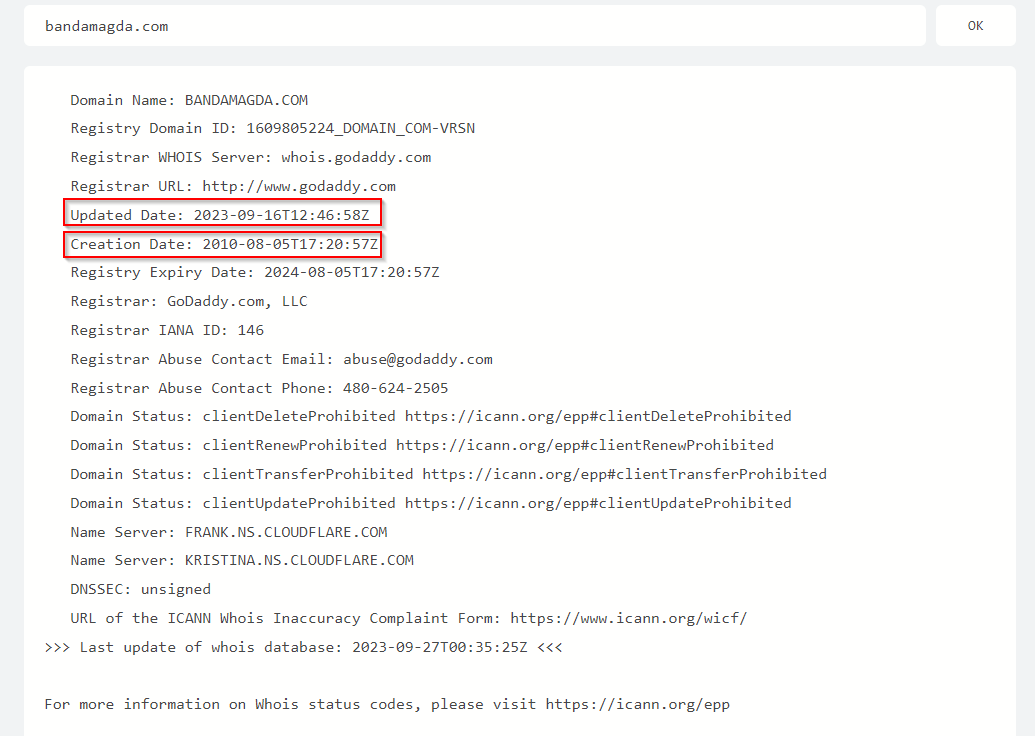 bandamagda.com
OK
Domain Name: BANDAMAGDA.COM
Registry Domain ID: 1609805224_DOMAIN_COM-VRSN
Registrar WHOIS Server: whois.godaddy.com
Registrar URL: http://www.godaddy.com
Updated Date: 2023-09-16T12:46:58Z
Creation Date: 2010-08-05T17:20:57Z
Registry Expiry Date: 2024-08-05T17:20:57Z
Registrar: GoDaddy.com, LLC
Registrar IANA ID: 146
Registrar Abuse Contact Email: abuse@godaddy.com
Registrar Abuse Contact Phone: 480-624-2505
Domain Status: clientDeleteProhibited https://icann.org/epp#clientDeleteProhibited
Domain Status: clientRenewProhibited https://icann.org/epp#clientRenewProhibited
Domain Status: clientTransferProhibited https://icann.org/epp#clientTransferProhibited
Domain Status: clientUpdateProhibited https://icann.org/epp#clientUpdateProhibited
Name Server: FRANK.NS.CLOUDFLARE.COM
Name Server: KRISTINA.NS.CLOUDFLARE.COM
DNSSEC: unsigned
URL of the ICANN Whois Inaccuracy Complaint Form: https://www.icann.org/wicf/
>>> Last update of whois database: 2023-09-27T00:35:25Z <<<
For more information on Whois status codes, please visit https://icann.org/epp